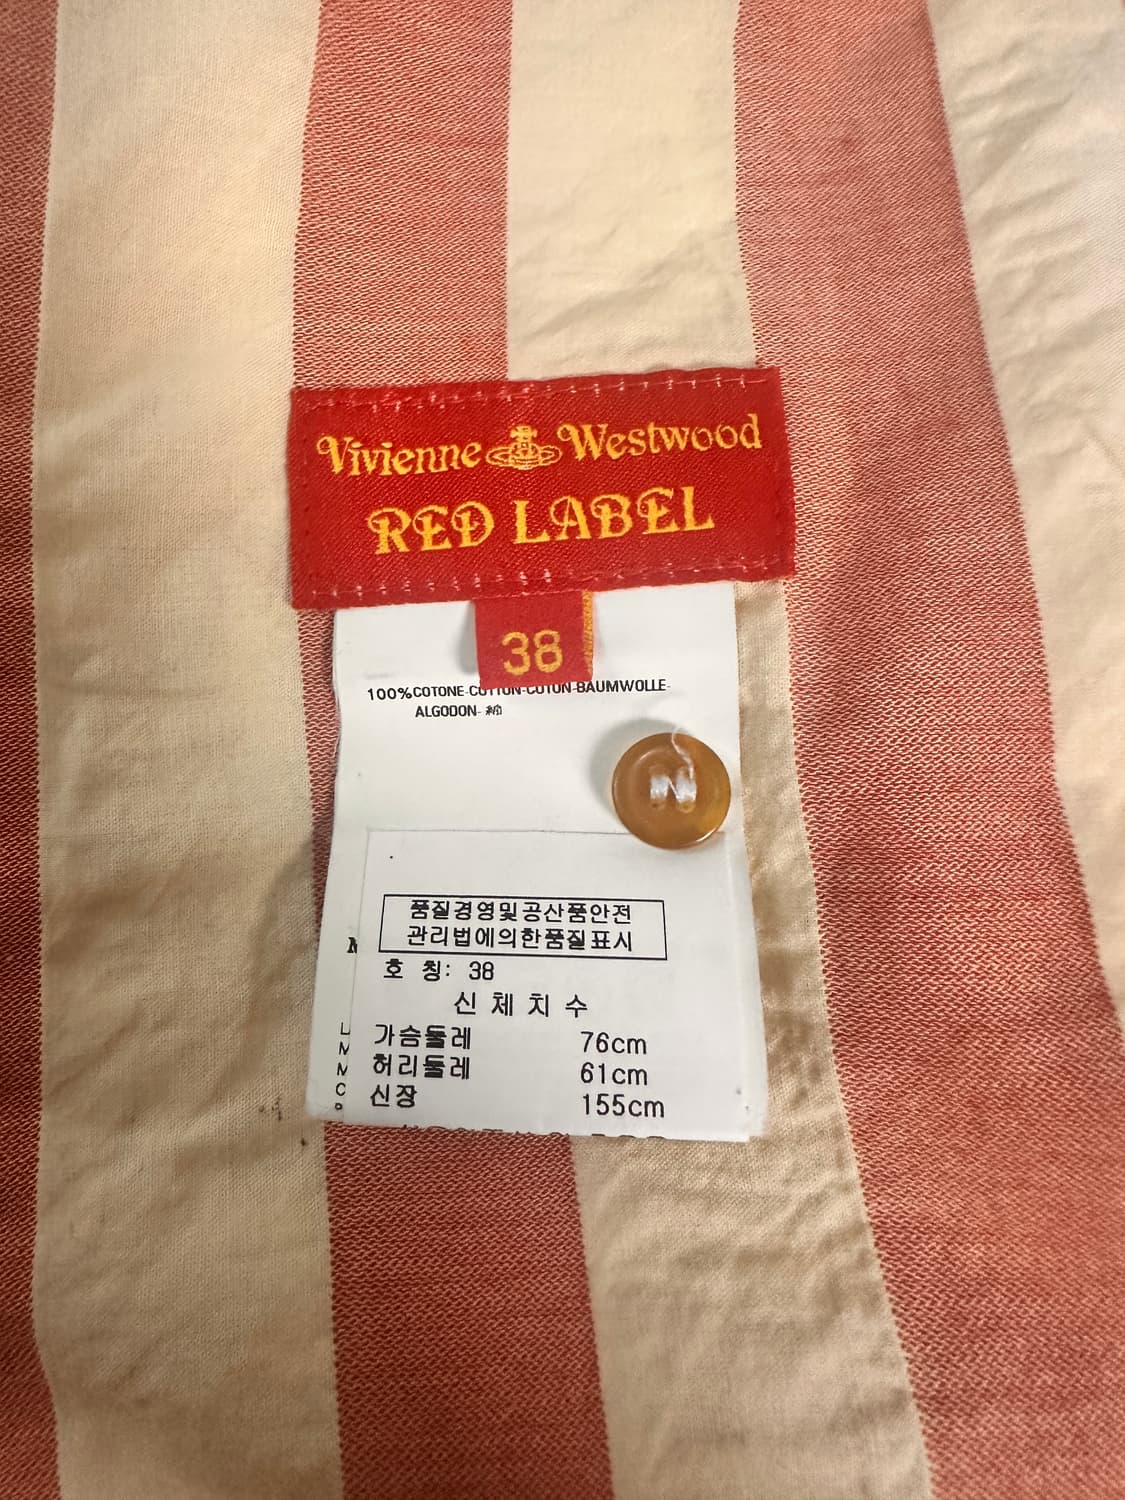 Vivienne Westwood
RED LABEL
38
100%COTONE-COTTON-COTON-BAUMWOLLE-
ALGODON- 綿
품질경영및공산품안전
관리법에의한품질표시
호 칭: 38
신 체 치 수
가슴둘레 76cm
허리둘레 61cm
신장 155cm